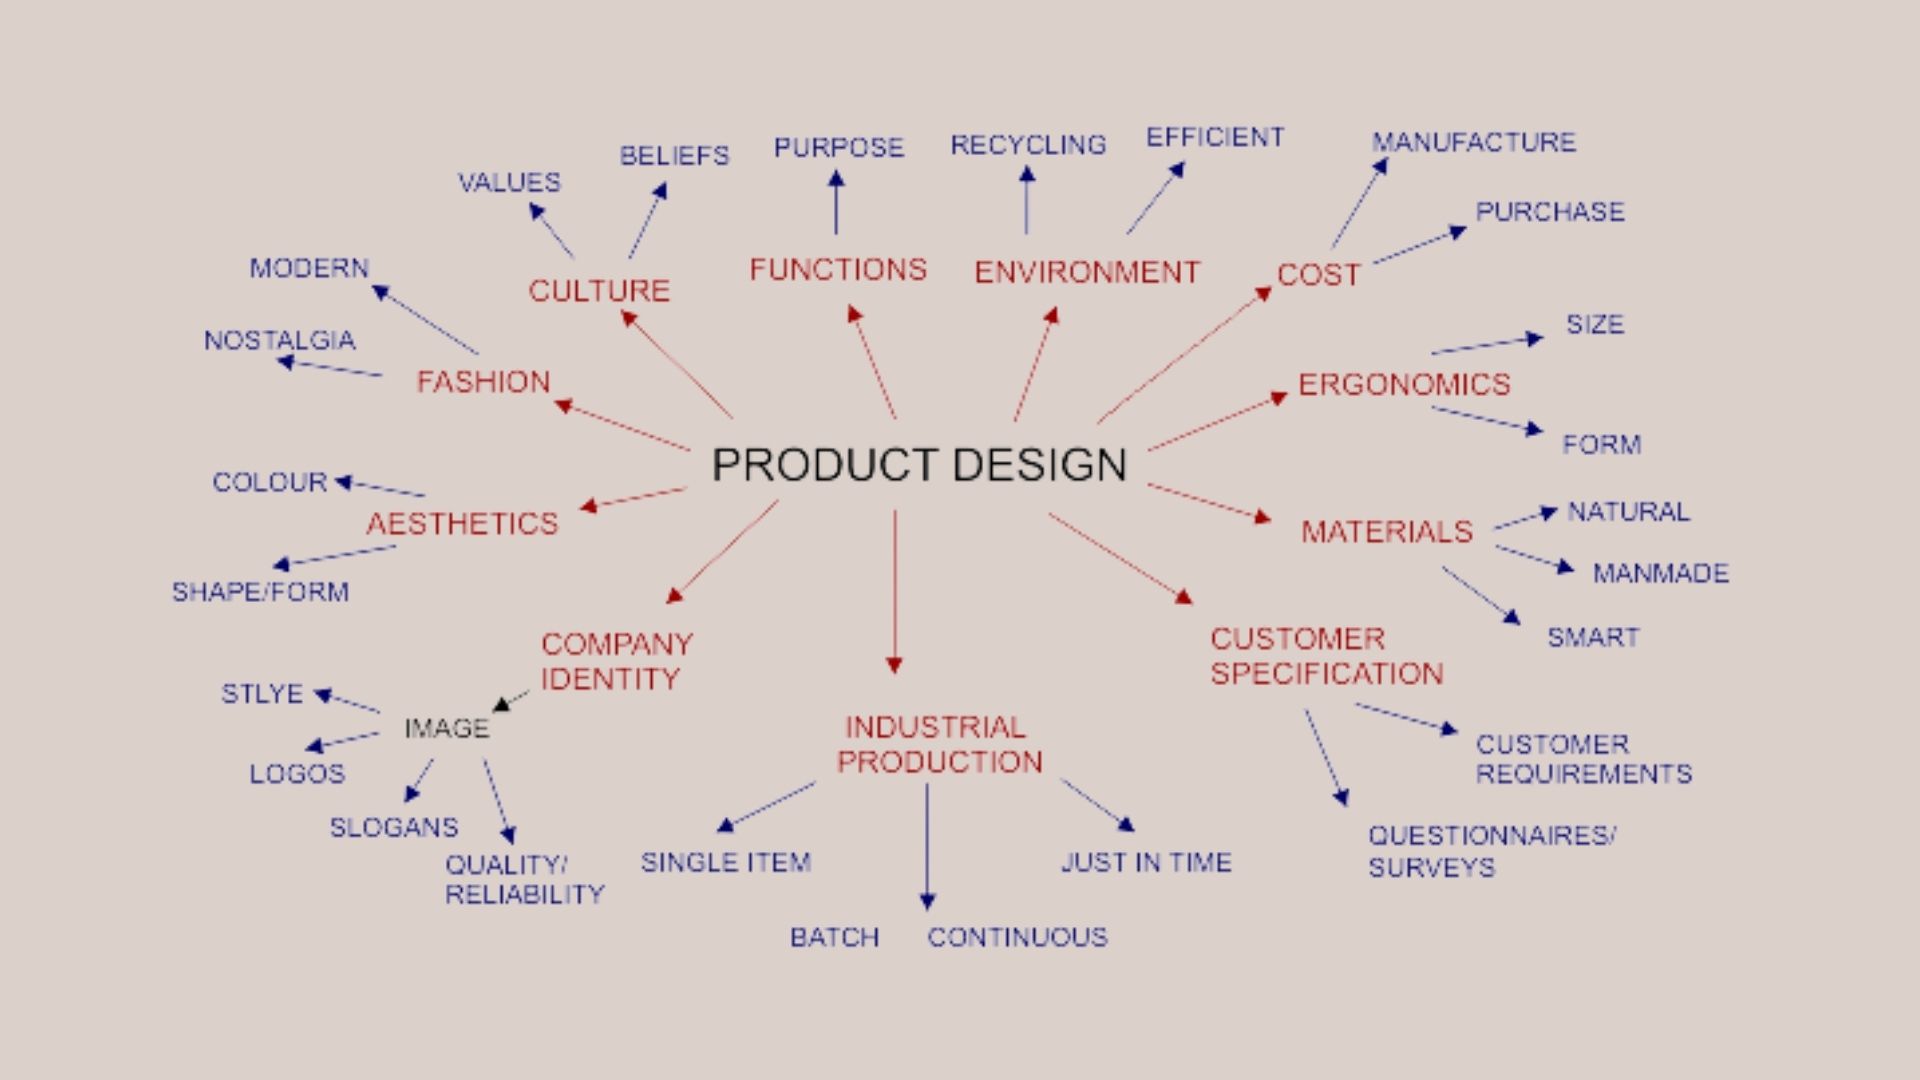 EFFICIENT
MANUFACTURE
RECYCLING
PURPOSE
BELIEFS
VALUES
PURCHASE
MODERN
FUNCTIONS
ENVIRONMENT
COST
CULTURE
SIZE
NOSTALGIA
FASHION
ERGONOMICS
FORM
PRODUCT DESIGN
COLOUR
NATURAL
AESTHETICS
MATERIALS
MANMADE
SHAPE/FORM
SMART
COMPANY
IDENTITY
CUSTOMER
SPECIFICATION
STLYE
IMAGE
INDUSTRIAL
PRODUCTION
CUSTOMER
REQUIREMENTS
LOGOS
SLOGANS
QUESTIONNAIRES/
SURVEYS
QUALITY/
RELIABILITY
SINGLE ITEM
JUST IN TIME
BATCH
CONTINUOUS